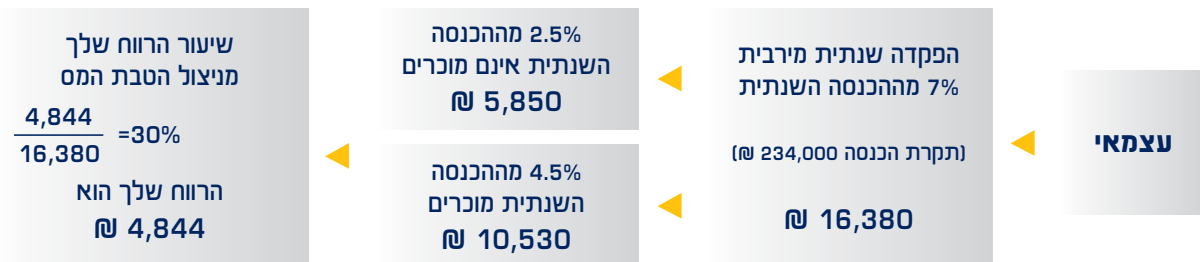 עצמאי
הפקדה שנתית מירבית
7% מההכנסה השנתית
(תקרת הכנסה 234,000 ₪)
16,380 ₪
2.5% מההכנסה
השנתית אינם מוכרים
5,850 ₪
4.5% מההכנסה
השנתית מוכרים
10,530 ₪
שיעור הרווח שלך
מניצול הטבת המס
4,844
16,380
=30%
הרווח שלך הוא
4,844 ₪